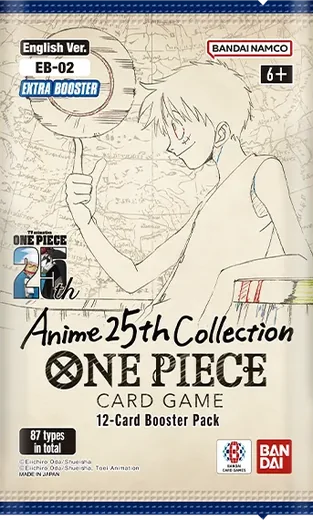 English Ver.
EB-02
EXTRA BOOSTER
BANDAI NAMCO
6+
TV animation
ONE PIECE
25th
Anime 25th Collection
ONE PIECE
CARD GAME
12-Card Booster Pack
87 types
in total
©Eiichiro Oda/Shueisha
©Eiichiro Oda/Shueisha, Toei Animation
MADE IN JAPAN
BANDAI
CARD GAMES
BAN
DAI